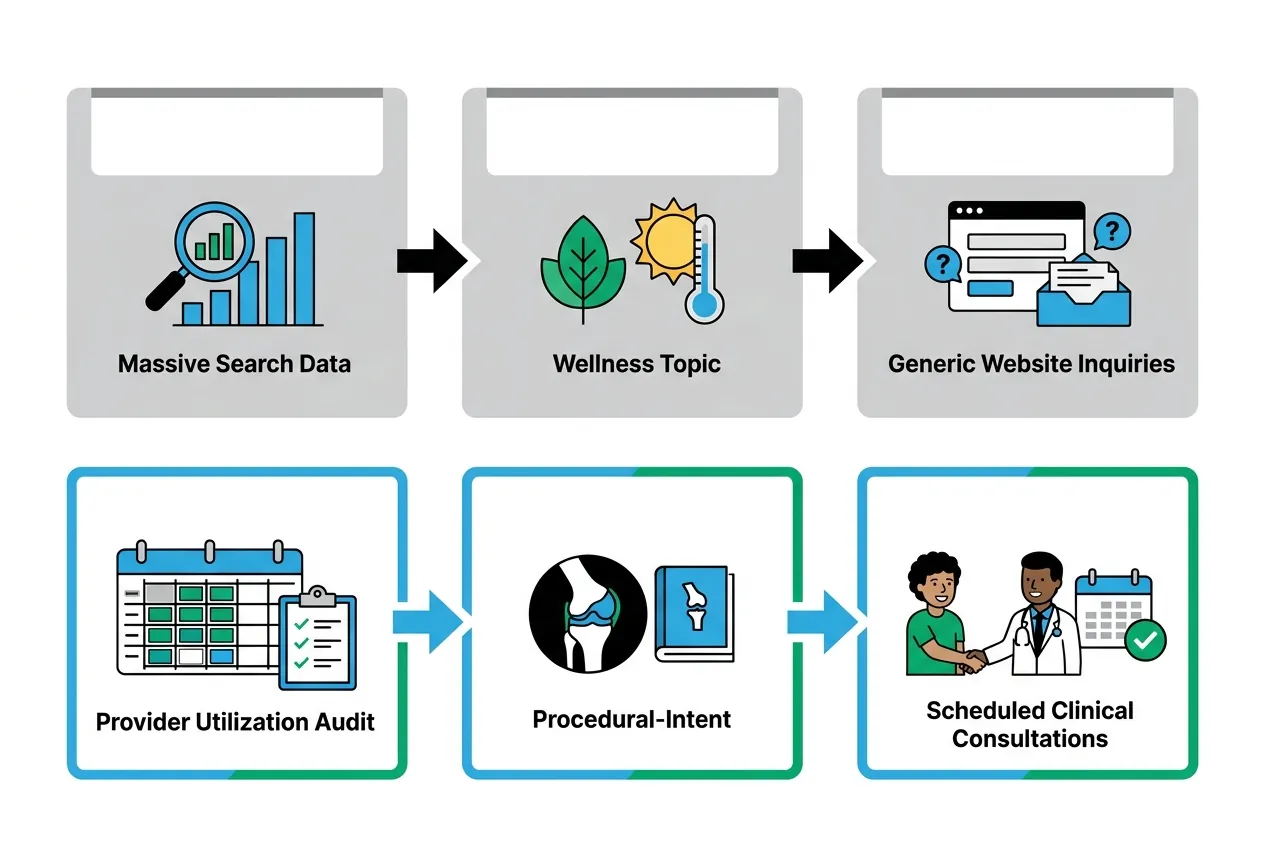 Massive Search Data
Wellness Topic
Generic Website Inquiries
?
?
Provider Utilization Audit
Procedural-Intent
Scheduled Clinical
Consultations